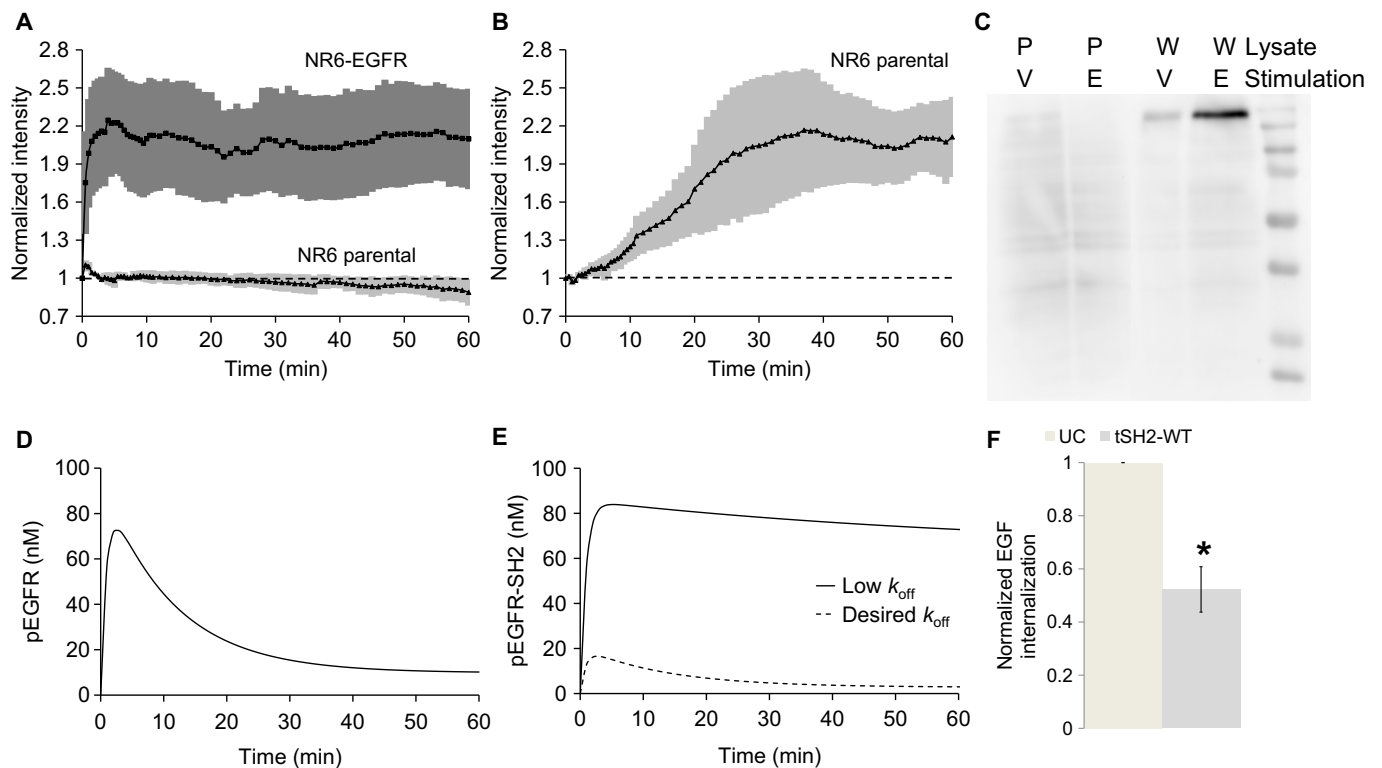 A
Normalized intensity
2.8
2.5
2.2
1.9
1.6
1.3
1
0.7
NR6-EGFR
NR6 parental
0 10 20 30 40 50 60
Time (min)
B
Normalized intensity
2.8
2.5
2.2
1.9
1.6
1.3
1
0.7
NR6 parental
0 10 20 30 40 50 60
Time (min)
C
P P W W Lysate
V E V E Stimulation
D
pEGFR (nM)
100
80
60
40
20
0
0 10 20 30 40 50 60
Time (min)
E
pEGFR-SH2 (nM)
100
80
60
40
20
0
Low koff
Desired koff
0 10 20 30 40 50 60
Time (min)
F
UC tSH2-WT
Normalized EGF
internalization
1
0.8
0.6
0.4
0.2
0
*